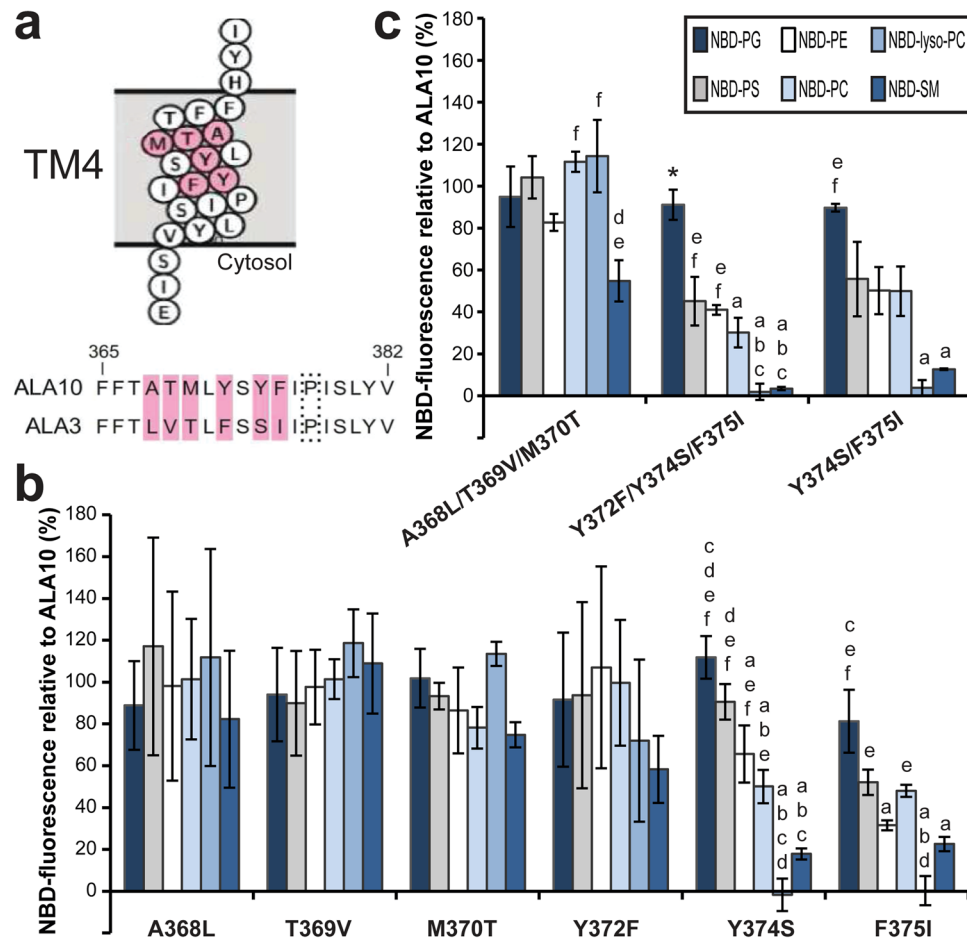 a
I
Y
H
T F F
M T A
S Y L
I F Y
S I P
V Y L
S
I
E
TM4
Cytosol
365 382
ALA10 F F T A T M L Y S Y F I P I S L Y V
ALA3 F F T L V T L F S S I I P I S L Y V
c
NBD-fluorescence relative to ALA10 (%)
180
160
140
120
100
80
60
40
20
0
NBD-PG NBD-PE NBD-lyso-PC
NBD-PS NBD-PC NBD-SM
f
f
d
e
*
e
f
e
f
a
a
b
c
a
b
c
e
f
a
a
A368L/T369V/M370T
Y372F/Y374S/F375I
Y374S/F375I
b
NBD-fluorescence relative to ALA10 (%)
180
160
140
120
100
80
60
40
20
0
c
d
e
f
d
e
f
a
e
f
a
b
e
a
b
c
d
a
b
c
c
e
f
e
a
e
a
b
d
a
A368L T369V M370T Y372F Y374S F375I